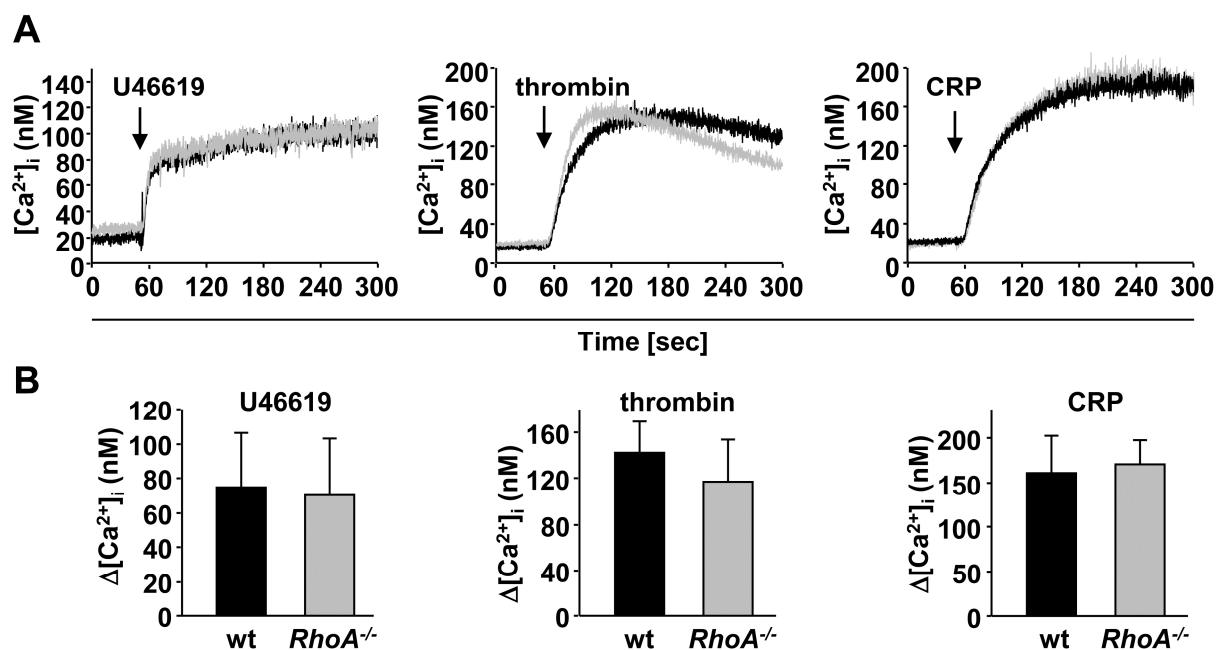 A
U46619
[Ca²⁺]ᵢ (nM)
140
120
100
80
60
40
20
0
0 60 120 180 240 300
thrombin
[Ca²⁺]ᵢ (nM)
200
160
120
80
40
0
0 60 120 180 240 300
CRP
[Ca²⁺]ᵢ (nM)
200
160
120
80
40
0
0 60 120 180 240 300
Time [sec]
B
U46619
Δ[Ca²⁺]ᵢ (nM)
120
100
80
60
40
20
0
wt RhoA⁻/⁻
thrombin
Δ[Ca²⁺]ᵢ (nM)
160
120
80
40
0
wt RhoA⁻/⁻
CRP
Δ[Ca²⁺]ᵢ (nM)
200
150
100
50
0
wt RhoA⁻/⁻